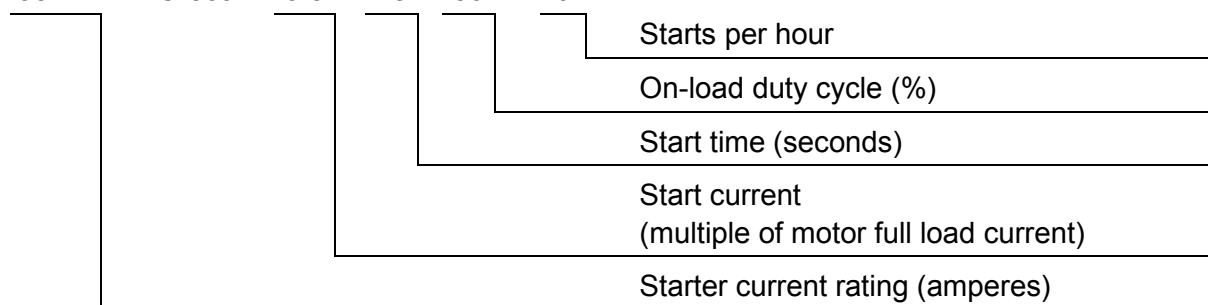 Starts per hour
On-load duty cycle (%)
Start time (seconds)
Start current
(multiple of motor full load current)
Starter current rating (amperes)